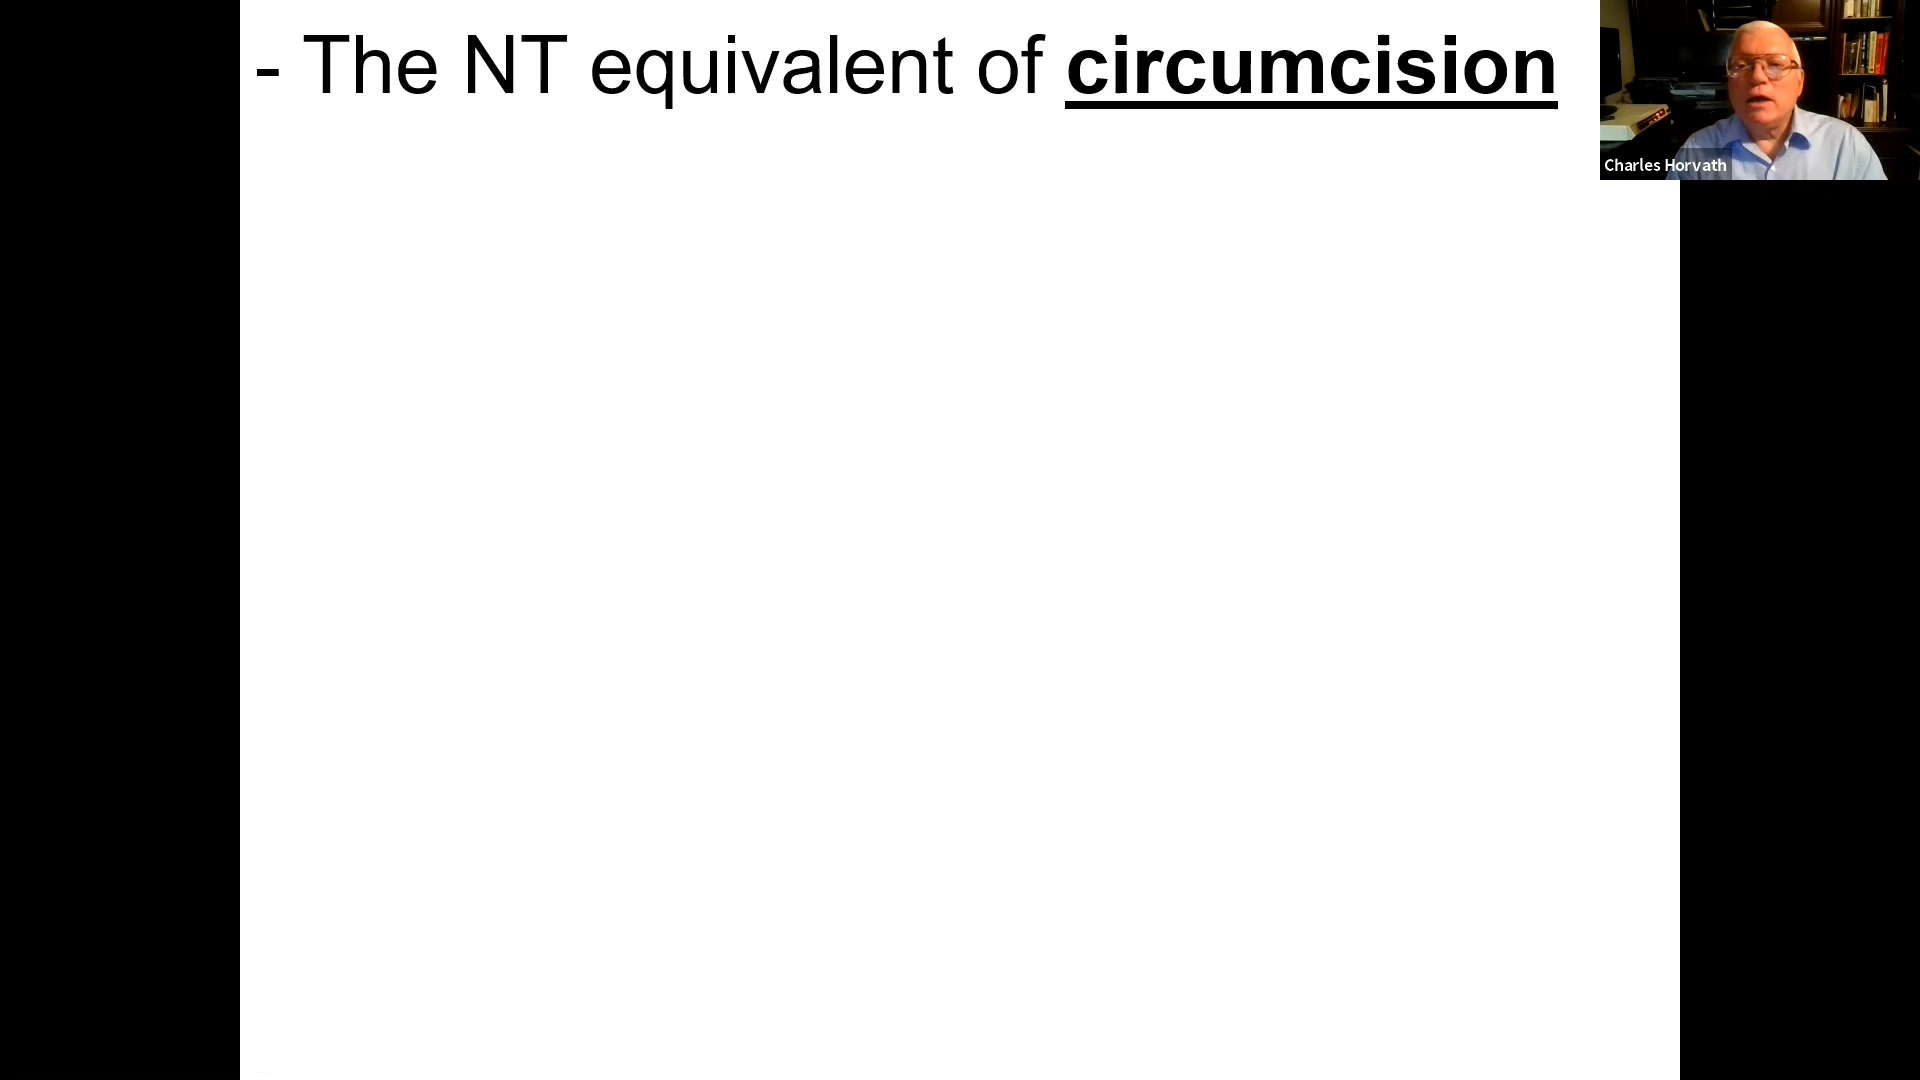 - The NT equivalent of circumcision
Charles Horvath